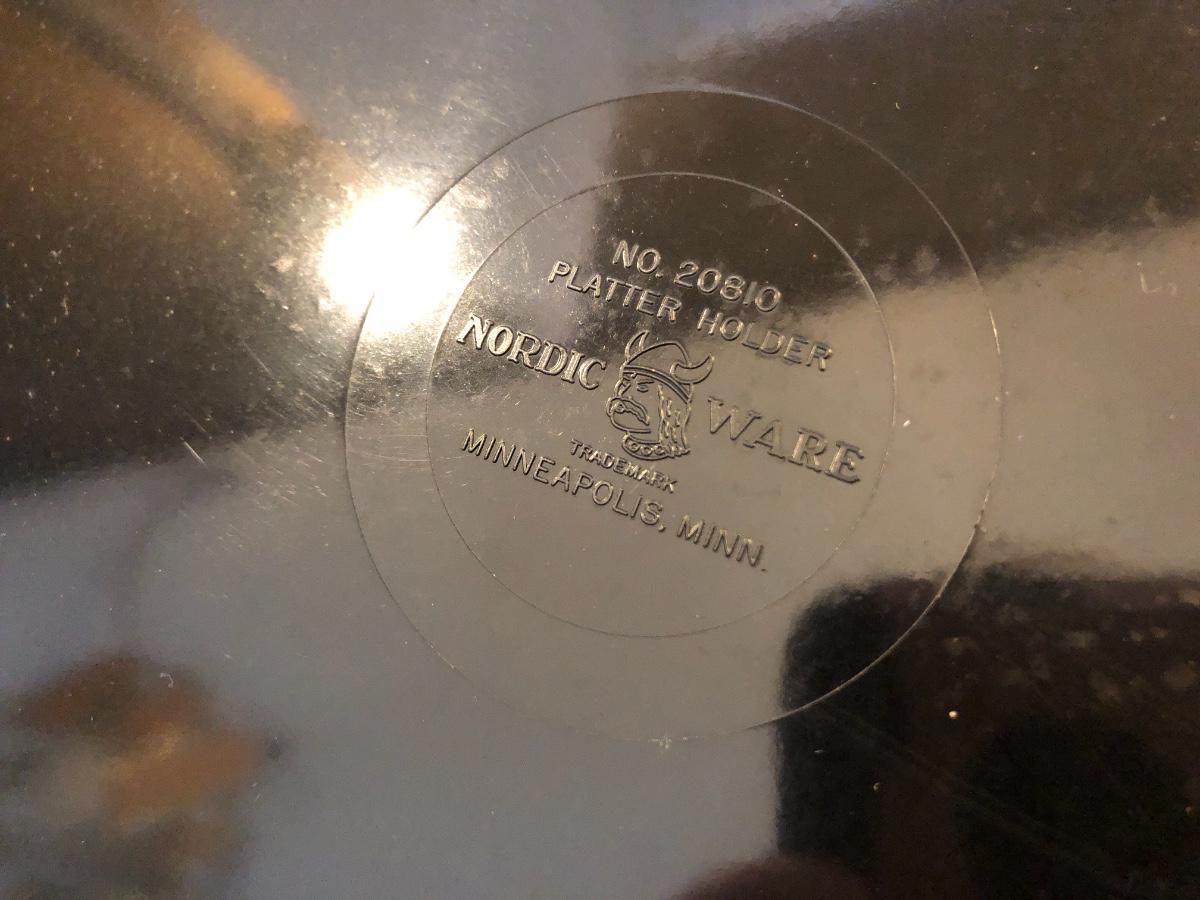 NO. 20810
PLATTER HOLDER
NORDIC WARE
TRADEMARK
MINNEAPOLIS, MINN.